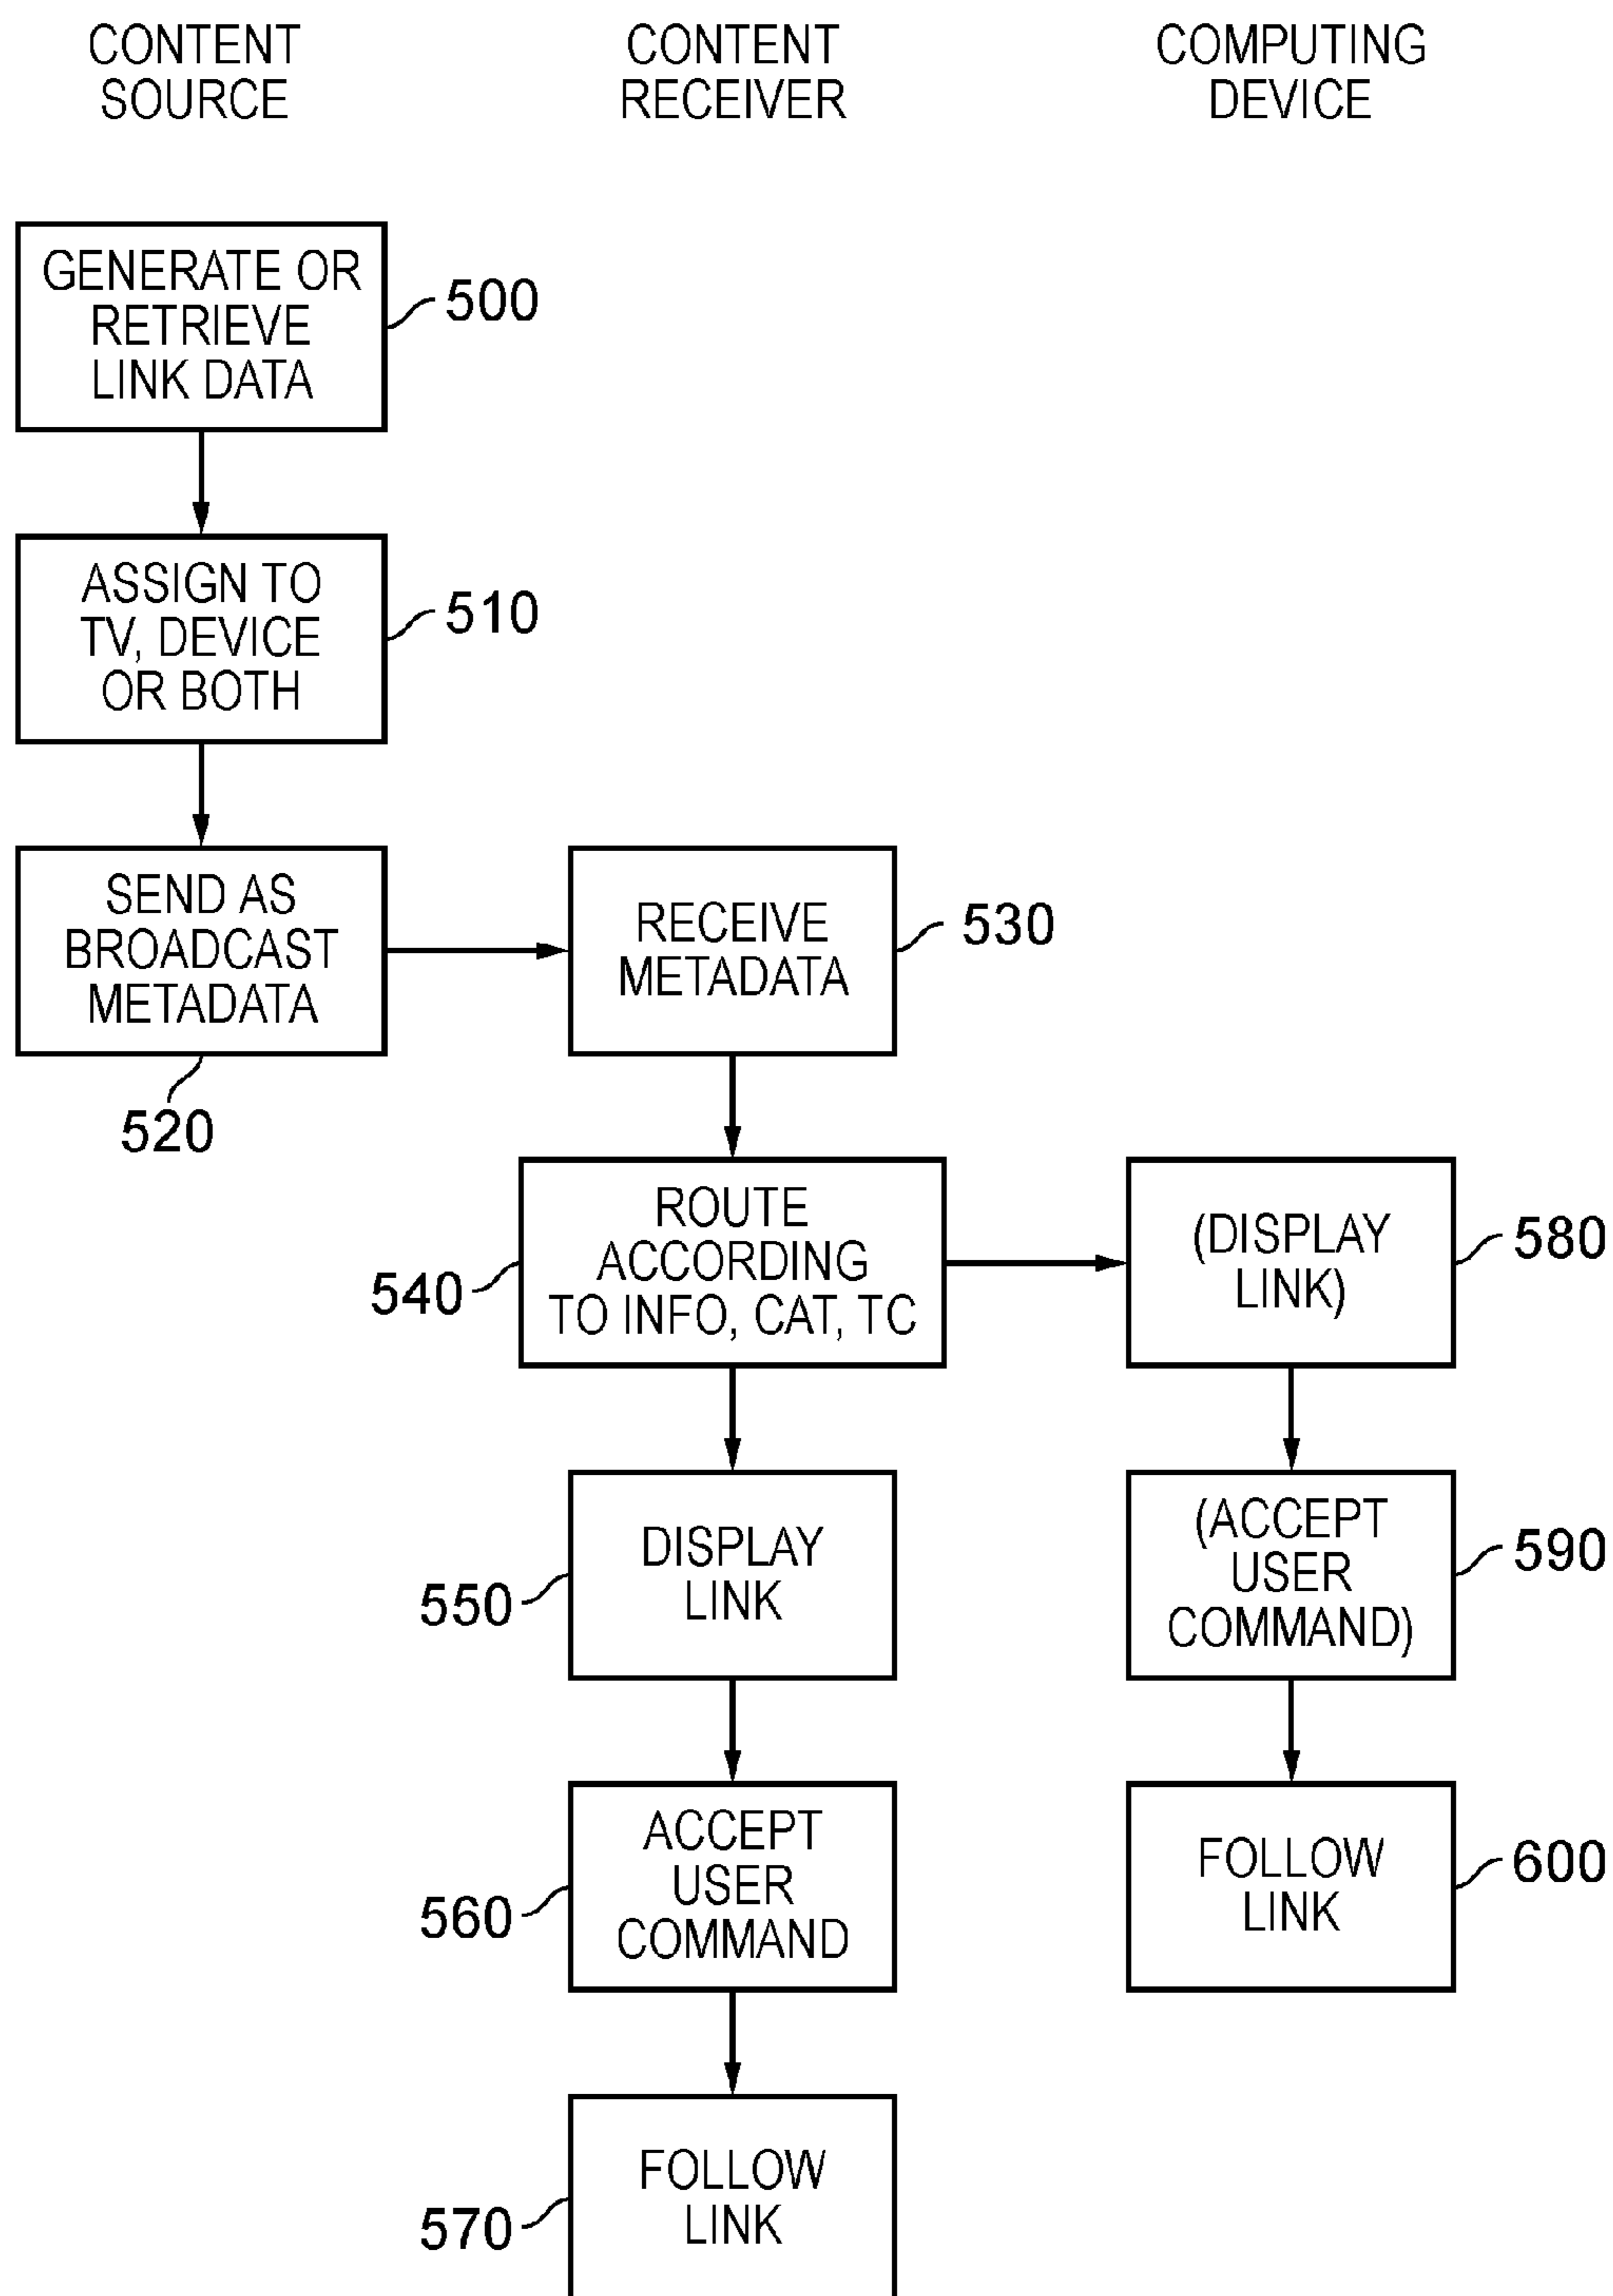 CONTENT
SOURCE
CONTENT
RECEIVER
COMPUTING
DEVICE
GENERATE OR
RETRIEVE
LINK DATA
500
ASSIGN TO
TV, DEVICE
OR BOTH
510
SEND AS
BROADCAST
METADATA
520
RECEIVE
METADATA
530
ROUTE
ACCORDING
TO INFO, CAT, TC
540
DISPLAY
LINK
550
ACCEPT
USER
COMMAND
560
FOLLOW
LINK
570
(DISPLAY
LINK)
580
(ACCEPT
USER
COMMAND)
590
FOLLOW
LINK
600